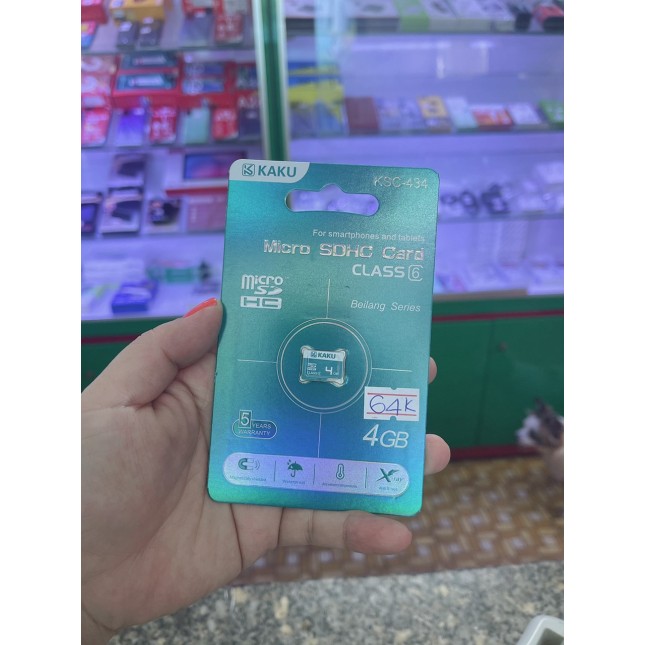 KAKU
KSC-434
For smartphones and tablets
Micro SDHC Card
CLASS 6
micro
SD
HC
Beilang Series
KAKU
4
64K
4GB
5 YEARS
WARRANTY